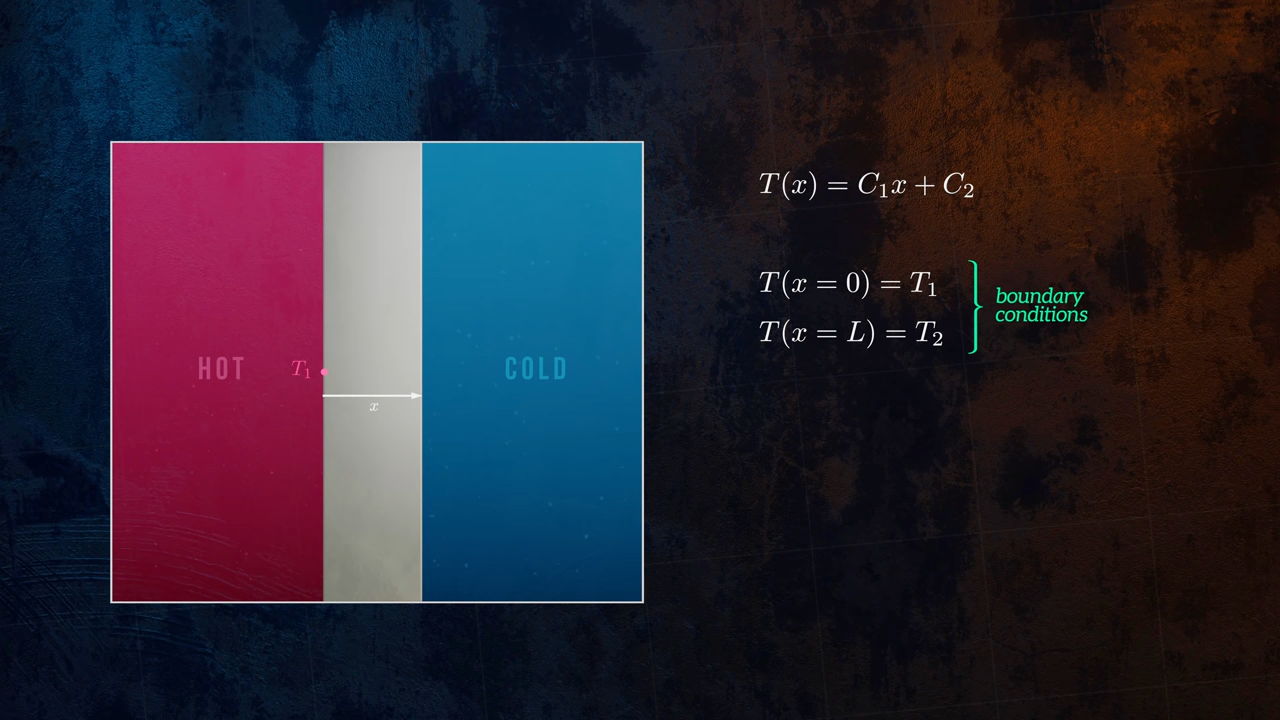 HOT
T₁
x
COLD
T(x) = C₁x + C₂
T(x = 0) = T₁
T(x = L) = T₂
boundary
conditions